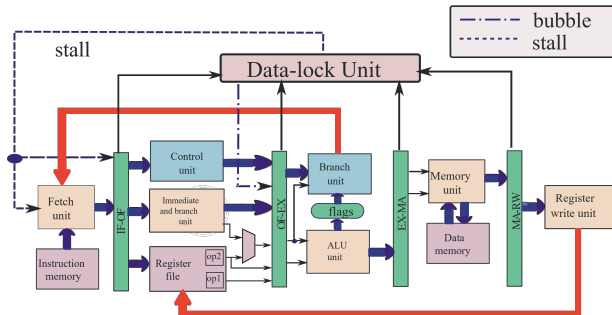 bubble
stall
stall
Data-lock Unit
Control
unit
Branch
unit
Fetch
unit
IF-OF
Immediate
and branch
unit
OF-EX
flags
EX-MA
Memory
unit
MA-RW
Register
write unit
Instruction
memory
Register
file
op2
op1
ALU
unit
Data
memory